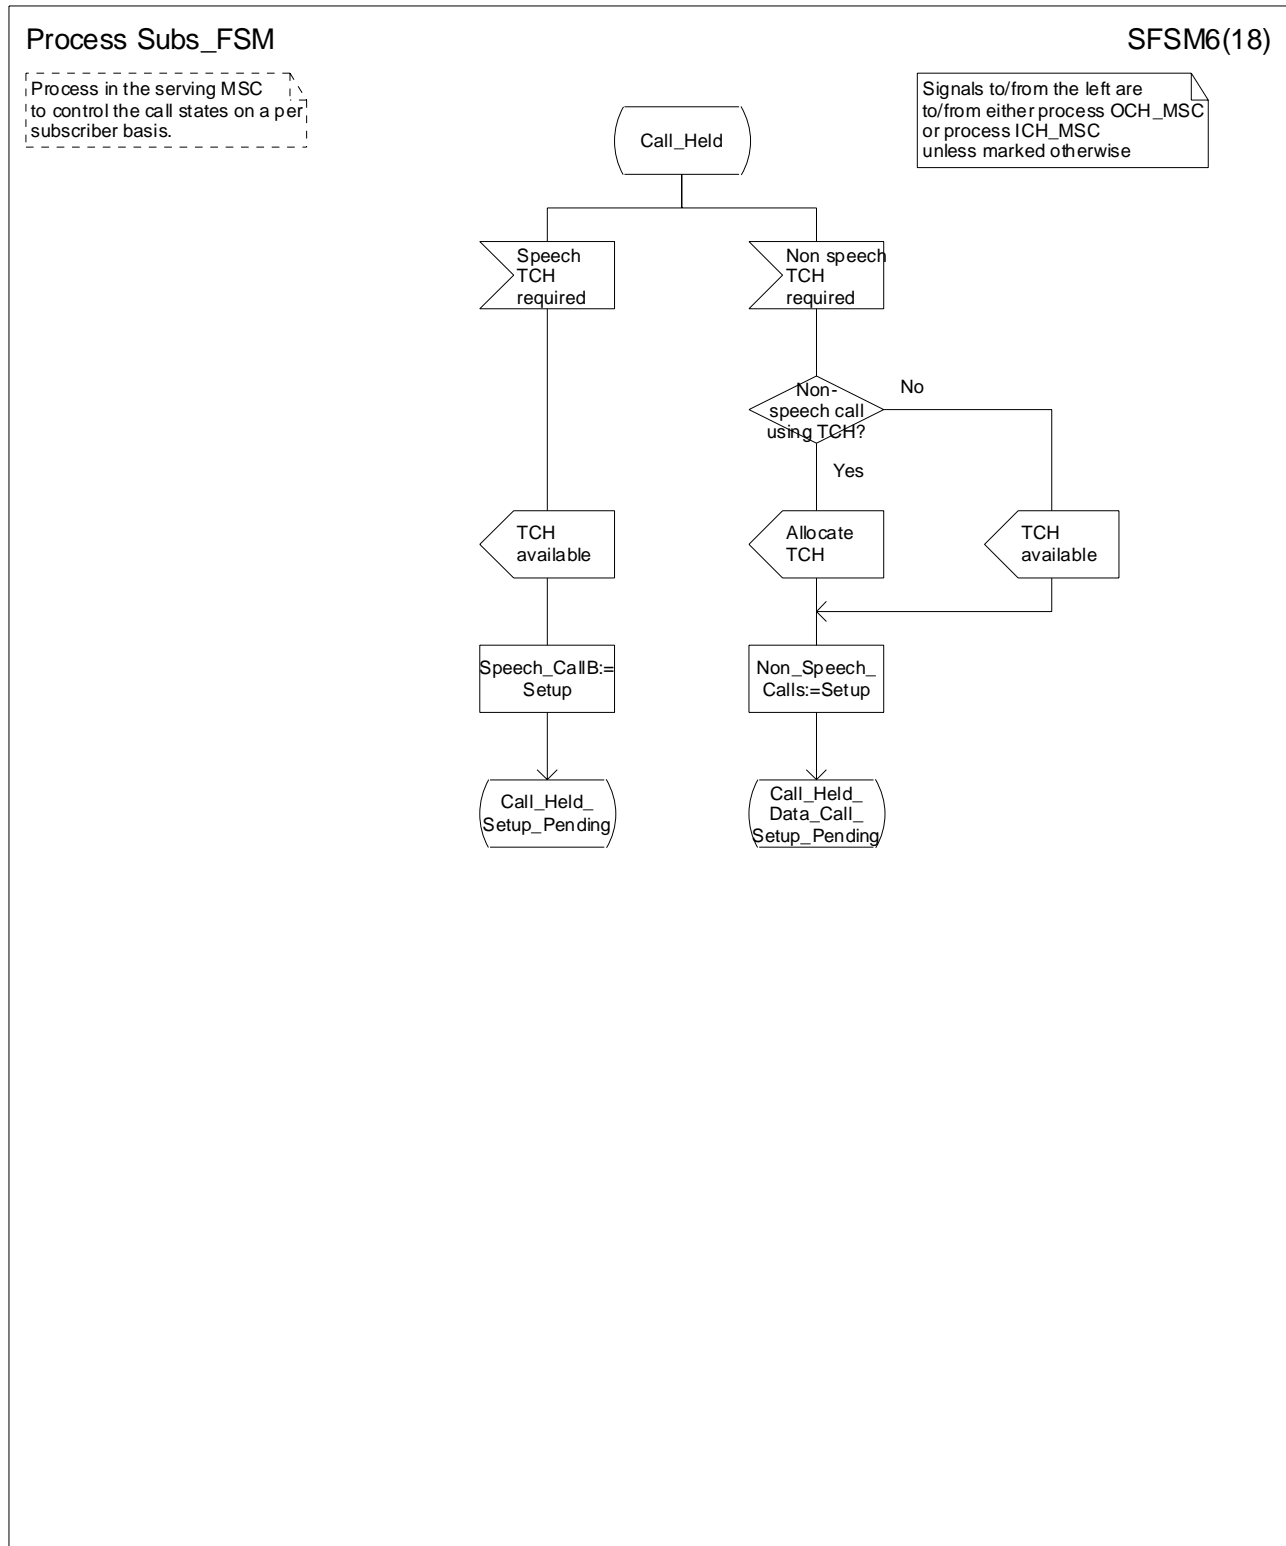 Process Subs_FSM
SFSM6(18)
Process in the serving MSC
to control the call states on a per
subscriber basis.
Signals to/from the left are
to/from either process OCH_MSC
or process ICH_MSC
unless marked otherwise
Call_Held
Speech
TCH
required
Non speech
TCH
required
Non-
speech call
using TCH?
No
Yes
TCH
available
Allocate
TCH
TCH
available
Speech_CallB:=
Setup
Non_Speech_
Calls:=Setup
Call_Held_
Setup_Pending
Call_Held_
Data_Call_
Setup_Pending